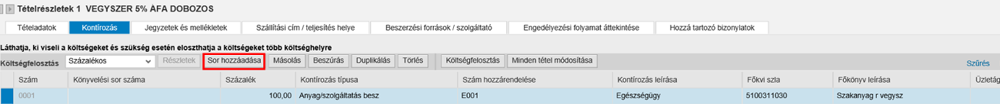 Tételrészletek 1 VEGYSZER 5% ÁFA DOBOZOS
Tételadatok Kontírozás Jegyzetek és mellékletek Szállítási cím / teljesítés helye Beszerzési források / szolgáltató Engedélyezési folyamat áttekintése Hozzá tartozó bizonylatok
Láthatja, ki viseli a költségeket és szükség esetén eloszthatja a költségeket több költséghelyre
Költségfelosztás Százalékos Részletek Sor hozzáadása Másolás Beszúrás Duplikálás Törlés Költségfelosztás Minden tétel módosítása Szűrés
Szám Könyvelési sor száma Százalék Kontírozás típusa Szám hozzárendelése Kontírozás leírása Főkvi szla Főkönyv leírása Üzletág
0001 100,00 Anyag/szolgáltatás besz E001 Egészségügy 5100311030 Szakanyag r vegysz